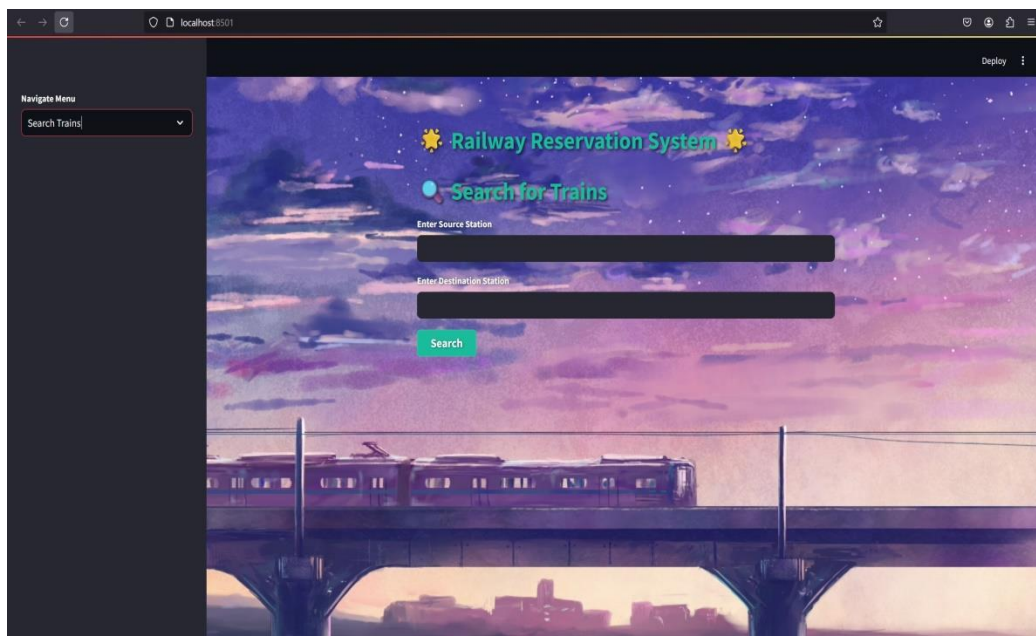 localhost:8501
Deploy
Navigate Menu
Search Trains
Railway Reservation System
Search for Trains
Enter Source Station
Enter Destination Station
Search